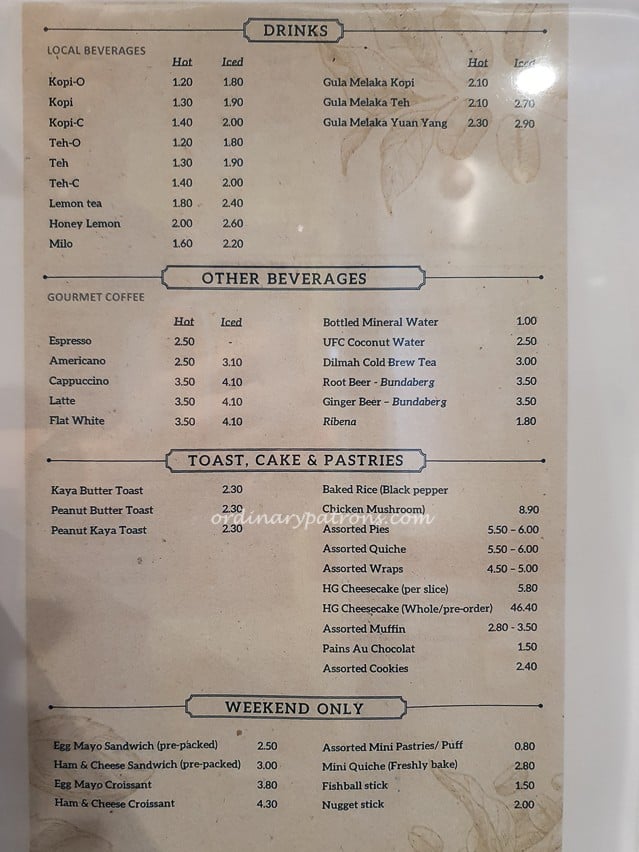 DRINKS
LOCAL BEVERAGES
Hot Iced
Kopi-O 1.20 1.80
Kopi 1.30 1.90
Kopi-C 1.40 2.00
Teh-O 1.20 1.80
Teh 1.30 1.90
Teh-C 1.40 2.00
Lemon tea 1.80 2.40
Honey Lemon 2.00 2.60
Milo 1.60 2.20
Hot Iced
Gula Melaka Kopi 2.10
Gula Melaka Teh 2.10 2.70
Gula Melaka Yuan Yang 2.30 2.90
OTHER BEVERAGES
GOURMET COFFEE
Hot Iced
Espresso 2.50 -
Americano 2.50 3.10
Cappuccino 3.50 4.10
Latte 3.50 4.10
Flat White 3.50 4.10
Bottled Mineral Water 1.00
UFC Coconut Water 2.50
Dilmah Cold Brew Tea 3.00
Root Beer - Bundaberg 3.50
Ginger Beer – Bundaberg 3.50
Ribena 1.80
TOAST, CAKE & PASTRIES
Kaya Butter Toast 2.30
Peanut Butter Toast 2.30
Peanut Kaya Toast 2.30
Baked Rice (Black pepper
Chicken Mushroom) 8.90
Assorted Pies 5.50 – 6.00
Assorted Quiche 5.50 – 6.00
Assorted Wraps 4.50 – 5.00
HG Cheesecake (per slice) 5.80
HG Cheesecake (Whole/pre-order) 46.40
Assorted Muffin 2.80 - 3.50
Pains Au Chocolat 1.50
Assorted Cookies 2.40
ordinarypatrons.com
WEEKEND ONLY
Egg Mayo Sandwich (pre-packed) 2.50
Ham & Cheese Sandwich (pre-packed) 3.00
Egg Mayo Croissant 3.80
Ham & Cheese Croissant 4.30
Assorted Mini Pastries/ Puff 0.80
Mini Quiche (Freshly bake) 2.80
Fishball stick 1.50
Nugget stick 2.00